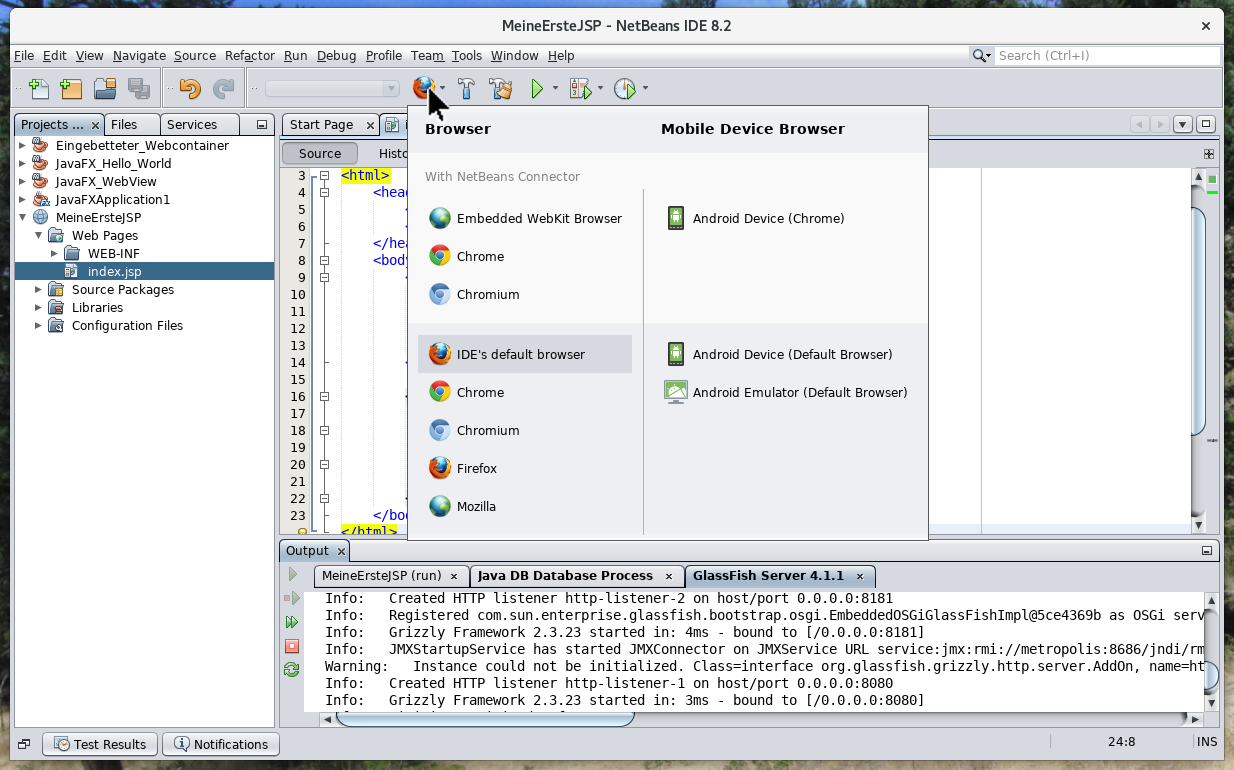 MeineErsteJSP - NetBeans IDE 8.2
File Edit View Navigate Source Refactor Run Debug Profile Team Tools Window Help
Search (Ctrl+I)
Projects ...
Files
Services
Start Page
Eingebetteter_Webcontainer
JavaFX_Hello_World
JavaFX_WebView
JavaFXApplication1
MeineErsteJSP
Web Pages
WEB-INF
index.jsp
Source Packages
Libraries
Configuration Files
Source
Histo
3 <html>
4 <head
5 <
6 <
7 </hea
8 <body
9
10
11
12
13
14
15
16
17
18
19
20
21
22
23 </bod
</html>
Browser
Mobile Device Browser
With NetBeans Connector
Embedded WebKit Browser
Android Device (Chrome)
Chrome
Chromium
IDE's default browser
Android Device (Default Browser)
Chrome
Android Emulator (Default Browser)
Chromium
Firefox
Mozilla
Output
MeineErsteJSP (run)
Java DB Database Process
GlassFish Server 4.1.1
Info: Created HTTP listener http-listener-2 on host/port 0.0.0.0:8181
Info: Registered com.sun.enterprise.glassfish.bootstrap.osgi.EmbeddedOSGiGlassFishImpl@5ce4369b as OSGi serv
Info: Grizzly Framework 2.3.23 started in: 4ms - bound to [/0.0.0.0:8181]
Info: JMXStartupService has started JMXConnector on JMXService URL service:jmx:rmi://metropolis:8686/jndi/rm
Warning: Instance could not be initialized. Class=interface org.glassfish.grizzly.http.server.AddOn, name=ht
Info: Created HTTP listener http-listener-1 on host/port 0.0.0.0:8080
Info: Grizzly Framework 2.3.23 started in: 3ms - bound to [/0.0.0.0:8080]
Test Results
Notifications
24:8
INS